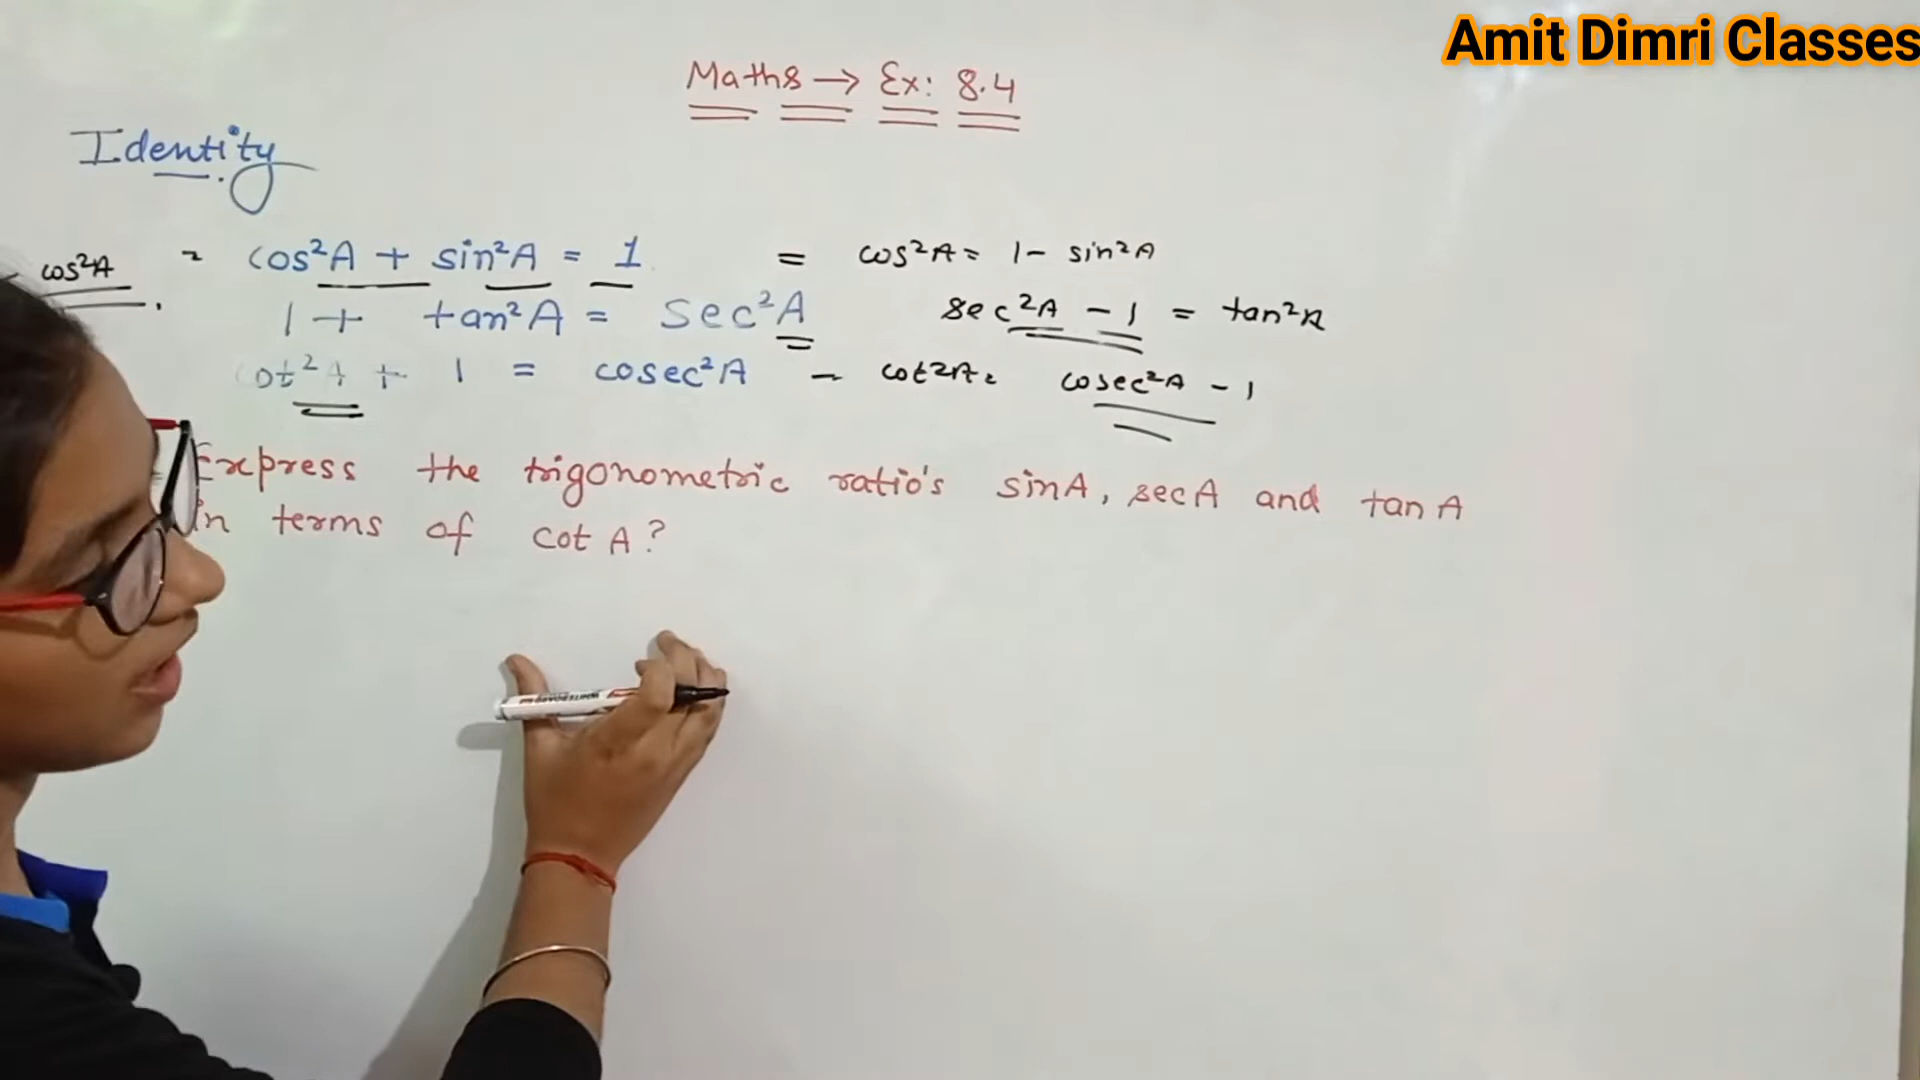 Amit Dimri Classes
Maths → Ex: 8.4
Identity
cos²A = cos²A + sin²A = 1 = cos²A = 1 - sin²A
1 + tan²A = sec²A sec²A - 1 = tan²A
cot²A + 1 = cosec²A - cot²A = cosec²A - 1
Express the trigonometric ratio's sinA, secA and tanA
in terms of cot A?